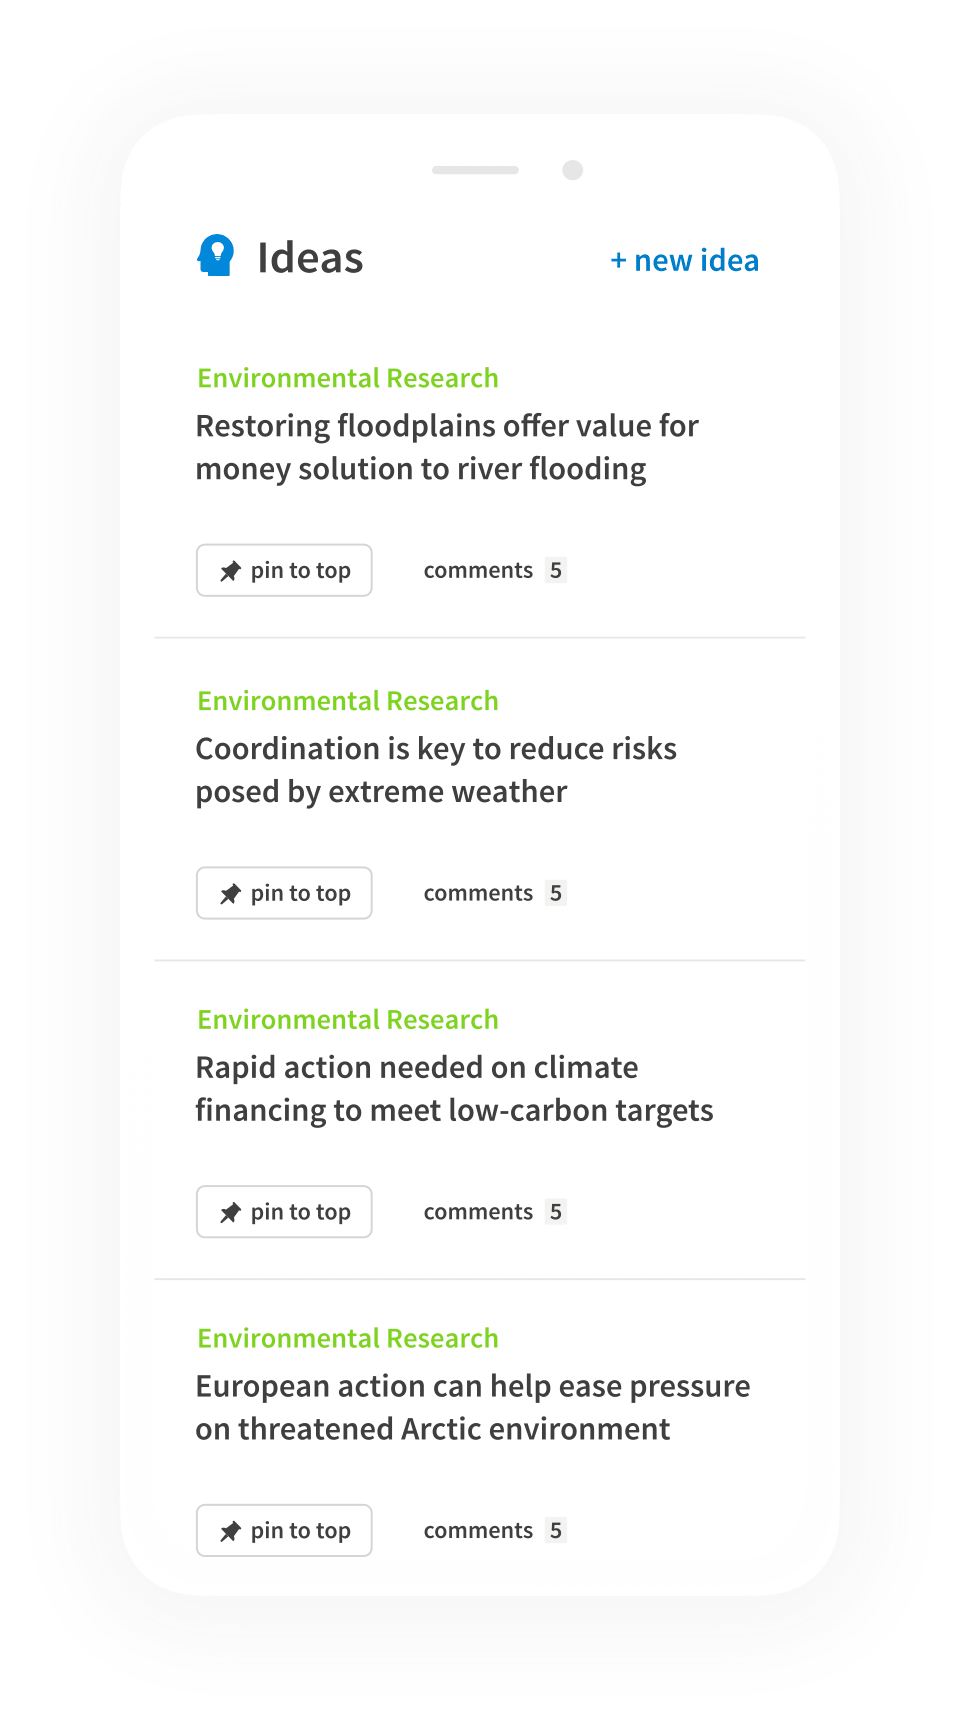 Ideas
+ new idea
Environmental Research
Restoring floodplains offer value for
money solution to river flooding
pin to top comments 5
Environmental Research
Coordination is key to reduce risks
posed by extreme weather
pin to top comments 5
Environmental Research
Rapid action needed on climate
financing to meet low-carbon targets
pin to top comments 5
Environmental Research
European action can help ease pressure
on threatened Arctic environment
pin to top comments 5